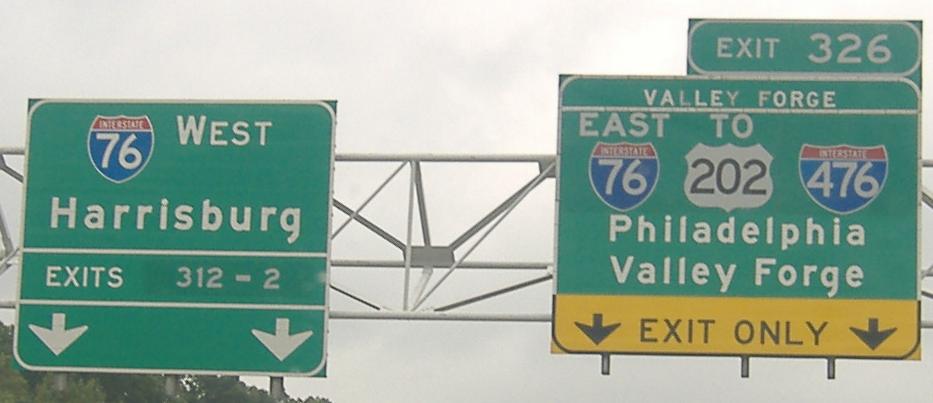 INTERSTATE 76 WEST
Harrisburg
EXITS 312 - 2
EXIT 326
VALLEY FORGE
EAST TO
INTERSTATE 76 202 INTERSTATE 476
Philadelphia
Valley Forge
EXIT ONLY